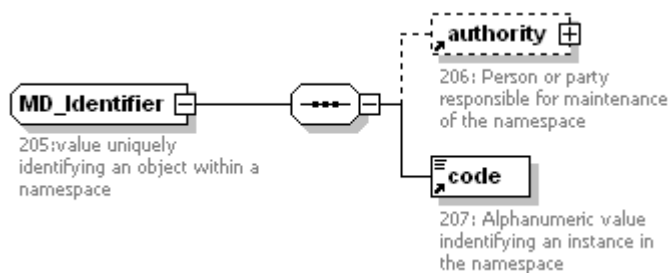 authority
206: Person or party
responsible for maintenance
of the namespace
MD_Identifier
205:value uniquely
identifying an object within a
namespace
code
207: Alphanumeric value
indentifying an instance in
the namespace